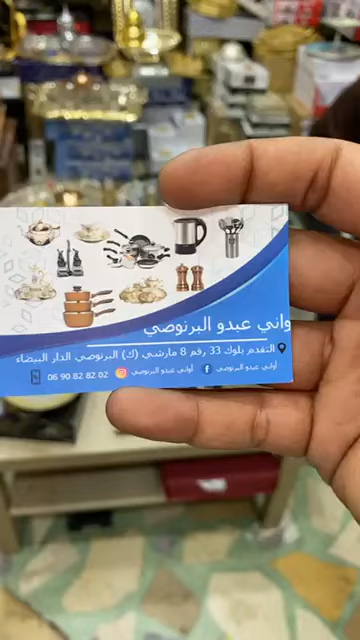 واني عبدو البرنوصي
التقدم بلوك 33 رقم 8 مارشي (ك) البرنوصي الدار البيضاء
أواني عبدو البرنوصي أواني عبدو البرنوصي 06 90 82 82 02